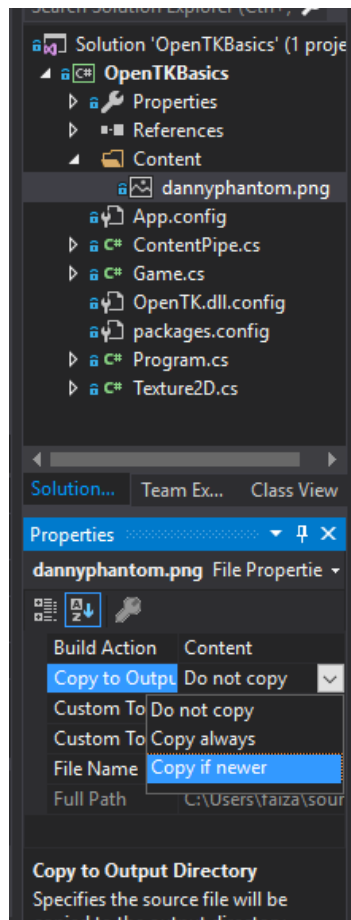 Search Solution Explorer (Ctrl+;)
Solution 'OpenTKBasics' (1 proje
C# OpenTKBasics
Properties
References
Content
dannyphantom.png
App.config
C# ContentPipe.cs
C# Game.cs
OpenTK.dll.config
packages.config
C# Program.cs
C# Texture2D.cs
Solution... Team Ex... Class View
Properties
dannyphantom.png File Propertie
Build Action Content
Copy to Outpu Do not copy
Custom To Do not copy
Custom To Copy always
File Name Copy if newer
Full Path C:\Users\faiza\sour
Copy to Output Directory
Specifies the source file will be